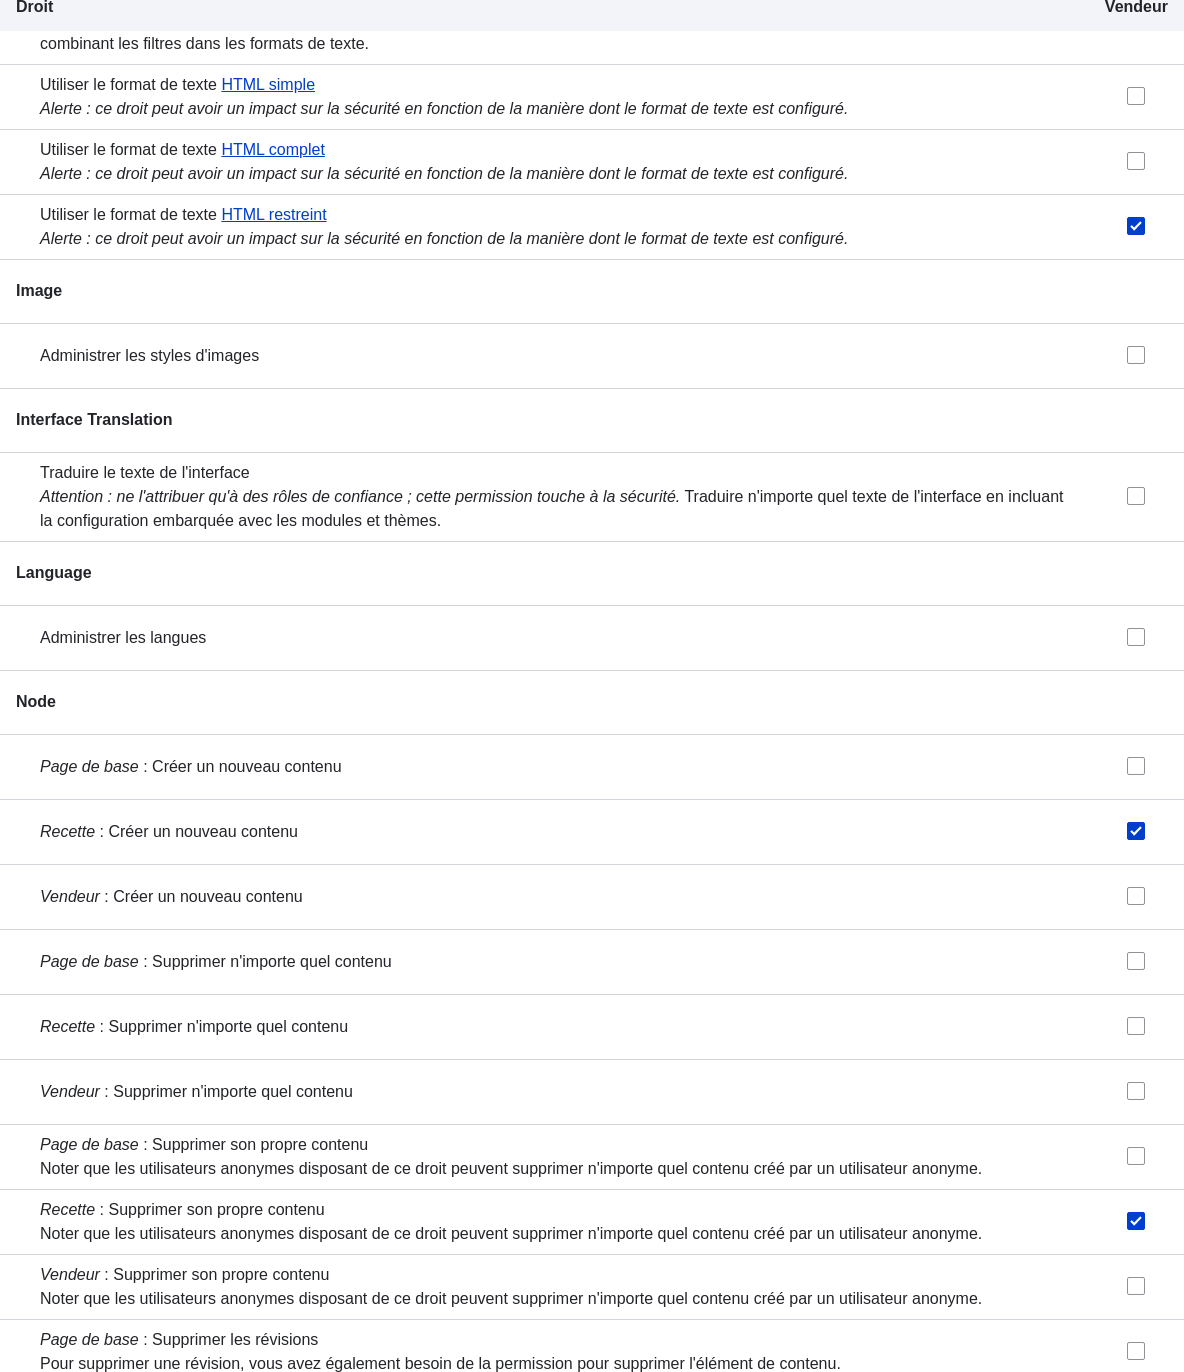 Droit Vendeur
combinant les filtres dans les formats de texte.
Utiliser le format de texte HTML simple
Alerte : ce droit peut avoir un impact sur la sécurité en fonction de la manière dont le format de texte est configuré.
Utiliser le format de texte HTML complet
Alerte : ce droit peut avoir un impact sur la sécurité en fonction de la manière dont le format de texte est configuré.
Utiliser le format de texte HTML restreint
Alerte : ce droit peut avoir un impact sur la sécurité en fonction de la manière dont le format de texte est configuré.
Image
Administrer les styles d'images
Interface Translation
Traduire le texte de l'interface
Attention : ne l'attribuer qu'à des rôles de confiance ; cette permission touche à la sécurité. Traduire n'importe quel texte de l'interface en incluant
la configuration embarquée avec les modules et thèmes.
Language
Administrer les langues
Node
Page de base : Créer un nouveau contenu
Recette : Créer un nouveau contenu
Vendeur : Créer un nouveau contenu
Page de base : Supprimer n'importe quel contenu
Recette : Supprimer n'importe quel contenu
Vendeur : Supprimer n'importe quel contenu
Page de base : Supprimer son propre contenu
Noter que les utilisateurs anonymes disposant de ce droit peuvent supprimer n'importe quel contenu créé par un utilisateur anonyme.
Recette : Supprimer son propre contenu
Noter que les utilisateurs anonymes disposant de ce droit peuvent supprimer n'importe quel contenu créé par un utilisateur anonyme.
Vendeur : Supprimer son propre contenu
Noter que les utilisateurs anonymes disposant de ce droit peuvent supprimer n'importe quel contenu créé par un utilisateur anonyme.
Page de base : Supprimer les révisions
Pour supprimer une révision, vous avez également besoin de la permission pour supprimer l'élément de contenu.